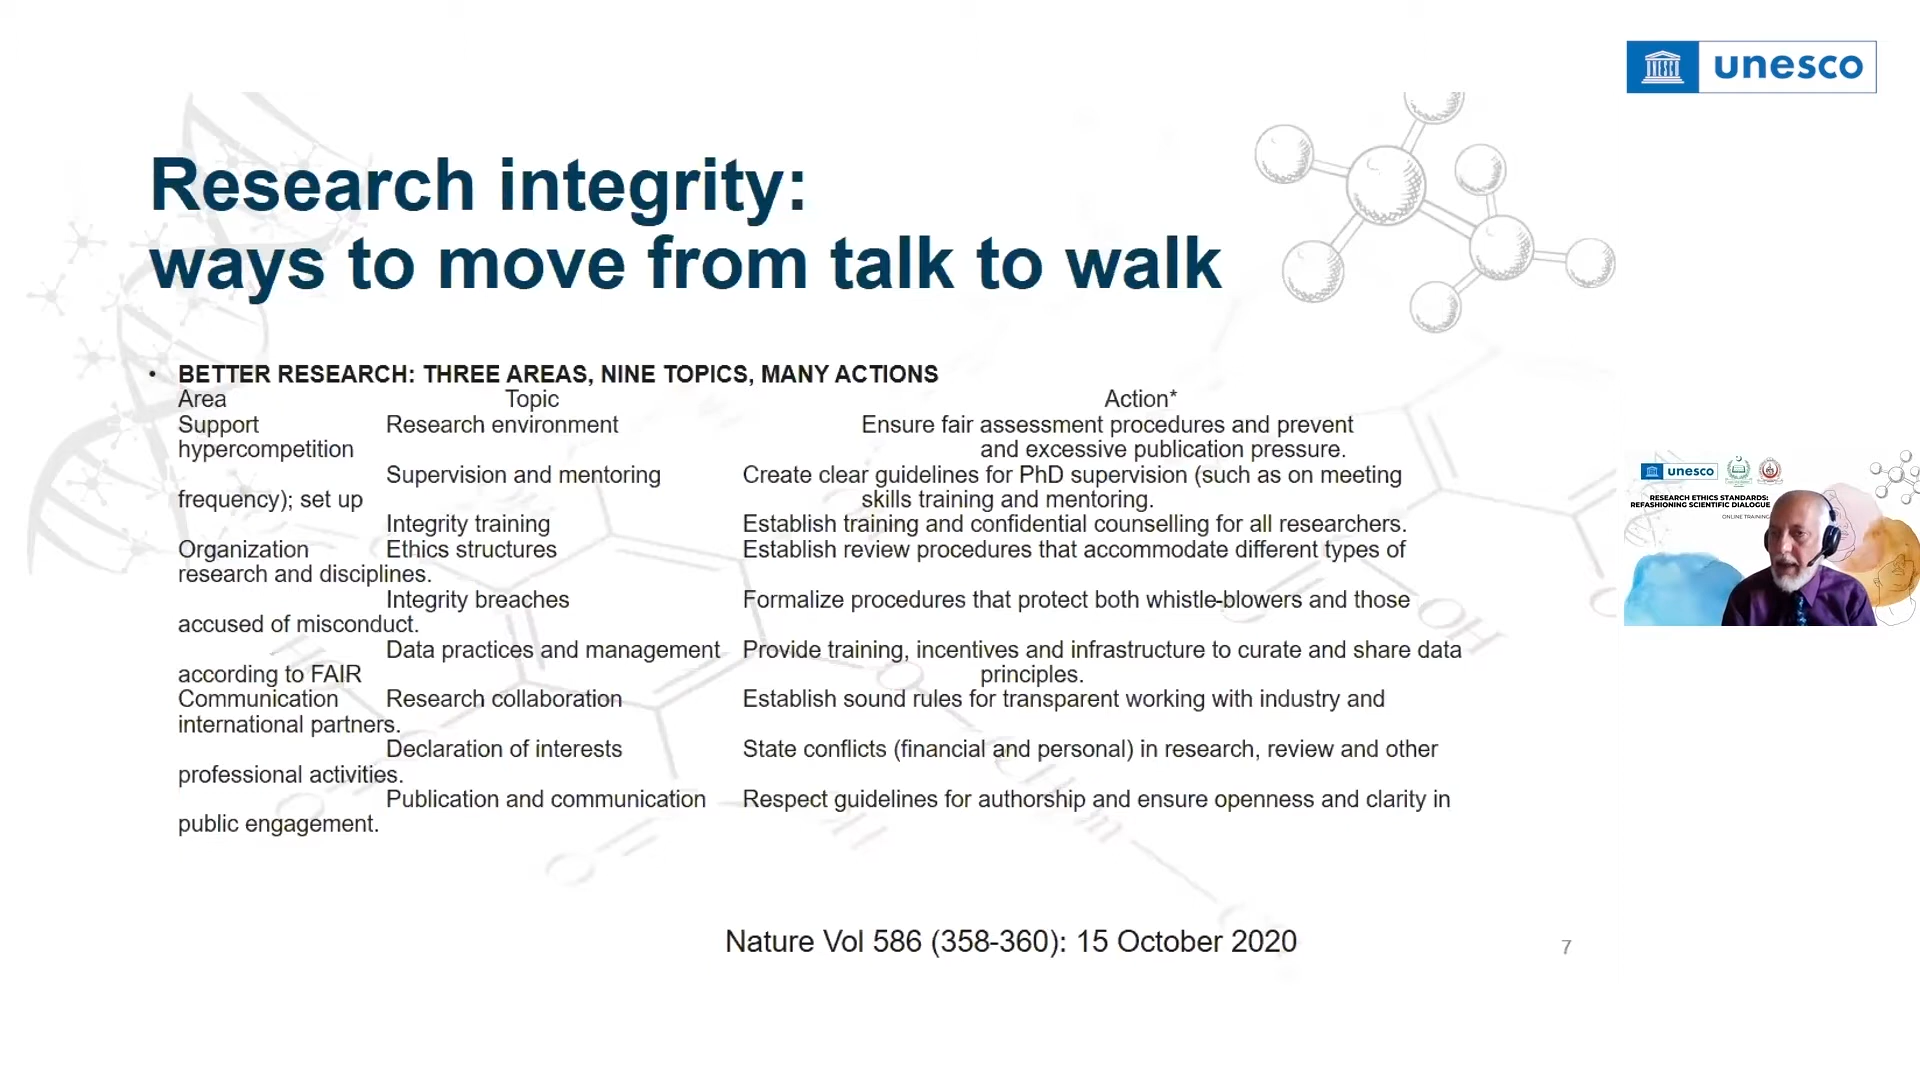 unesco
Research integrity:
ways to move from talk to walk
• BETTER RESEARCH: THREE AREAS, NINE TOPICS, MANY ACTIONS
Area Topic Action*
Support Research environment Ensure fair assessment procedures and prevent
hypercompetition and excessive publication pressure.
Supervision and mentoring Create clear guidelines for PhD supervision (such as on meeting
frequency); set up skills training and mentoring.
Integrity training Establish training and confidential counselling for all researchers.
Organization Ethics structures Establish review procedures that accommodate different types of
research and disciplines.
Integrity breaches Formalize procedures that protect both whistle-blowers and those
accused of misconduct.
Data practices and management Provide training, incentives and infrastructure to curate and share data
according to FAIR principles.
Communication Research collaboration Establish sound rules for transparent working with industry and
international partners.
Declaration of interests State conflicts (financial and personal) in research, review and other
professional activities.
Publication and communication Respect guidelines for authorship and ensure openness and clarity in
public engagement.
Nature Vol 586 (358-360): 15 October 2020
7
unesco
RESEARCH ETHICS STANDARDS:
REFASHIONING SCIENTIFIC DIALOGUE
ONLINE TRAINING